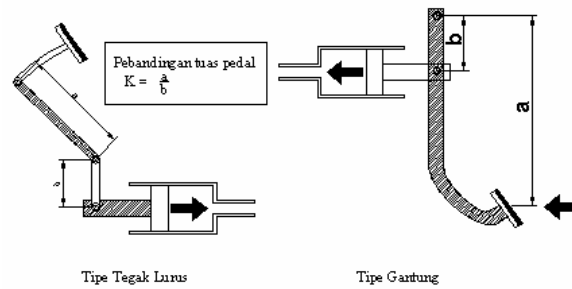 Pebandingan tuas pedal
K = a
b
a
b
a
Tipe Tegak Lurus
Tipe Gantung